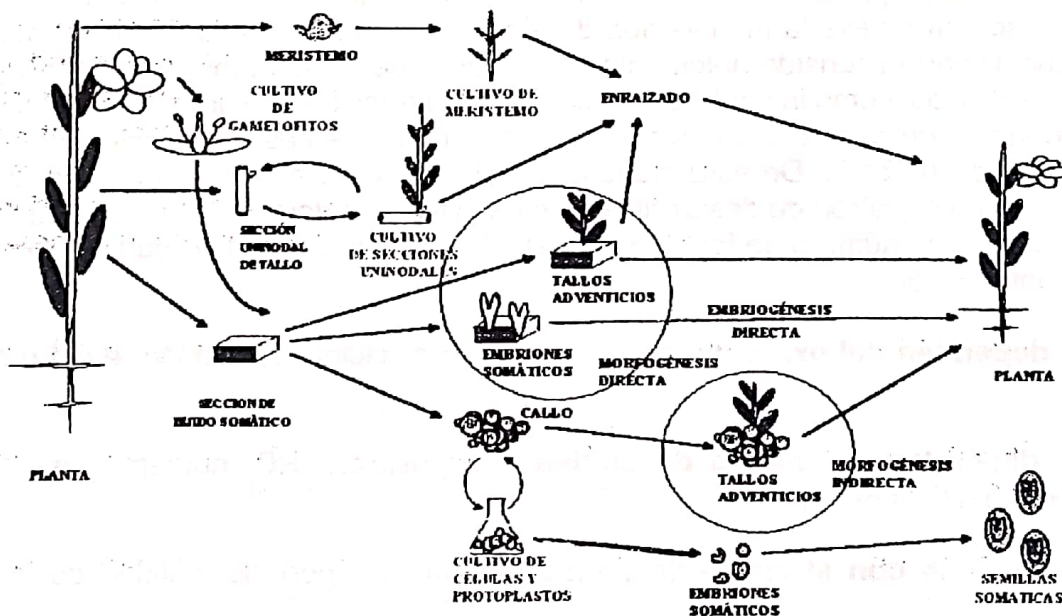 MERISTEMO
CULTIVO
DE
GAMETOFITOS
CULTIVO DE
MERISTEMO
ENRAIZADO
SECCIÓN
UNINODAL
DE TALLO
CULTIVO
DE SECCIONES
UNINODALES
TALLOS
ADVENTICIOS
EMBRIOGÉNESIS
DIRECTA
EMBRIONES
SOMÁTICOS
MORFOGÉNESIS
DIRECTA
PLANTA
SECCION DE
TEJIDO SOMÁTICO
CALLO
PLANTA
TALLOS
ADVENTICIOS
MORFOGÉNESIS
INDIRECTA
CULTIVO DE
CÉLULAS Y
PROTOPLASTOS
EMBRIONES
SOMÁTICOS
SEMILLAS
SOMATICAS